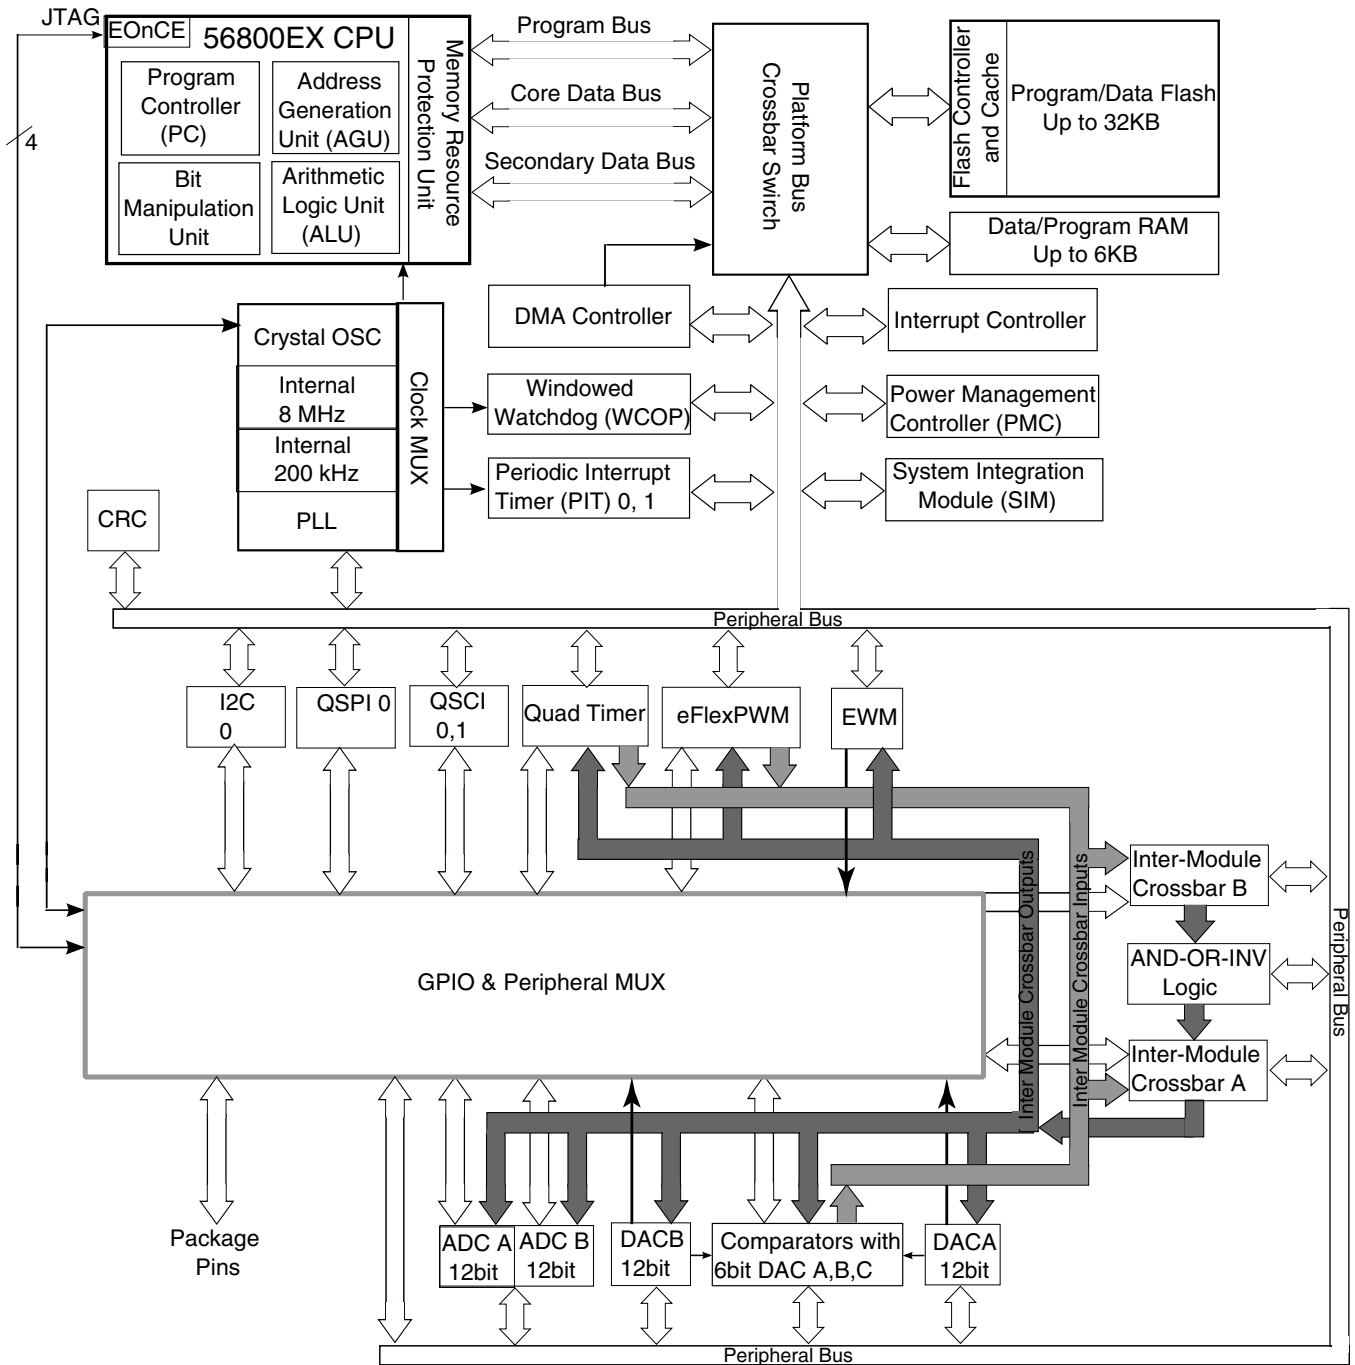 JTAG
EOnCE
56800EX CPU
Program
Controller
(PC)
Address
Generation
Unit (AGU)
Bit
Manipulation
Unit
Arithmetic
Logic Unit
(ALU)
Memory Resource
Protection Unit
4
Program Bus
Core Data Bus
Secondary Data Bus
Platform Bus
Crossbar Swirch
Flash Controller
and Cache
Program/Data Flash
Up to 32KB
Data/Program RAM
Up to 6KB
Crystal OSC
Internal
8 MHz
Internal
200 kHz
PLL
Clock MUX
DMA Controller
Windowed
Watchdog (WCOP)
Periodic Interrupt
Timer (PIT) 0, 1
Interrupt Controller
Power Management
Controller (PMC)
System Integration
Module (SIM)
CRC
Peripheral Bus
I2C
0
QSPI 0
QSCI
0,1
Quad Timer
eFlexPWM
EWM
Inter Module Crossbar Outputs
Inter Module Crossbar Inputs
Inter-Module
Crossbar B
AND-OR-INV
Logic
Inter-Module
Crossbar A
Peripheral Bus
GPIO & Peripheral MUX
Package
Pins
ADC A
12bit
ADC B
12bit
DACB
12bit
Comparators with
6bit DAC A,B,C
DACA
12bit
Peripheral Bus